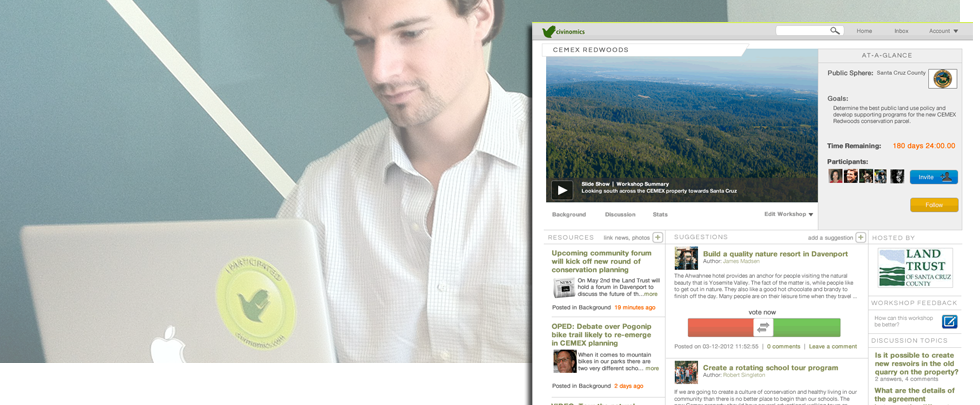 I PARTICIPATE
civinomics.com
civinomics
Home
Inbox
Account
CEMEX REDWOODS
AT-A-GLANCE
Public Sphere: Santa Cruz County
Goals:
Determine the best public land use policy and
develop supporting programs for the new CEMEX
Redwoods conservation parcel.
Time Remaining: 180 days 24:00.00
Participants:
Invite
Follow
Slide Show | Workshop Summary
Looking south across the CEMEX property towards Santa Cruz
Background
Discussion
Stats
Edit Workshop
RESOURCES
link news, photos +
Upcoming community forum
will kick off new round of
conservation planning
NEWS
On May 2nd the Land Trust will
hold a forum in Davenport to
discuss the future of th...more
Posted in Background 19 minutes ago
OPED: Debate over Pogonip
bike trail likely to re-emerge
in CEMEX planning
When it comes to mountain
bikes in our parks there are
two very different scho... more
Posted in Background 2 days ago
SUGGESTIONS
add a suggestion +
Build a quality nature resort in Davenport
Author: James Madsen
The Ahwahnee hotel provides an anchor for people visiting the natural
beauty that is Yosemite Valley. The fact of the matter is, while people like
to get out in nature. They also like a good hot chocolate and brandy to
finish off the day. Many people are on their leisure time when they travel ...
vote now
Posted on 03-12-2012 11:52:55 | 0 comments | Leave a comment
Create a rotating school tour program
Author: Robert Singleton
If we are going to create a culture of conservation and healthy living in our
community than there is no better place to begin than our schools. The
HOSTED BY
LAND
TRUST
OF SANTA CRUZ
COUNTY
WORKSHOP FEEDBACK
How can this workshop
be better?
DISCUSSION TOPICS
Is it possible to create
new resvoirs in the old
quarry on the property?
2 answers, 4 comments
What are the details of
the agreement